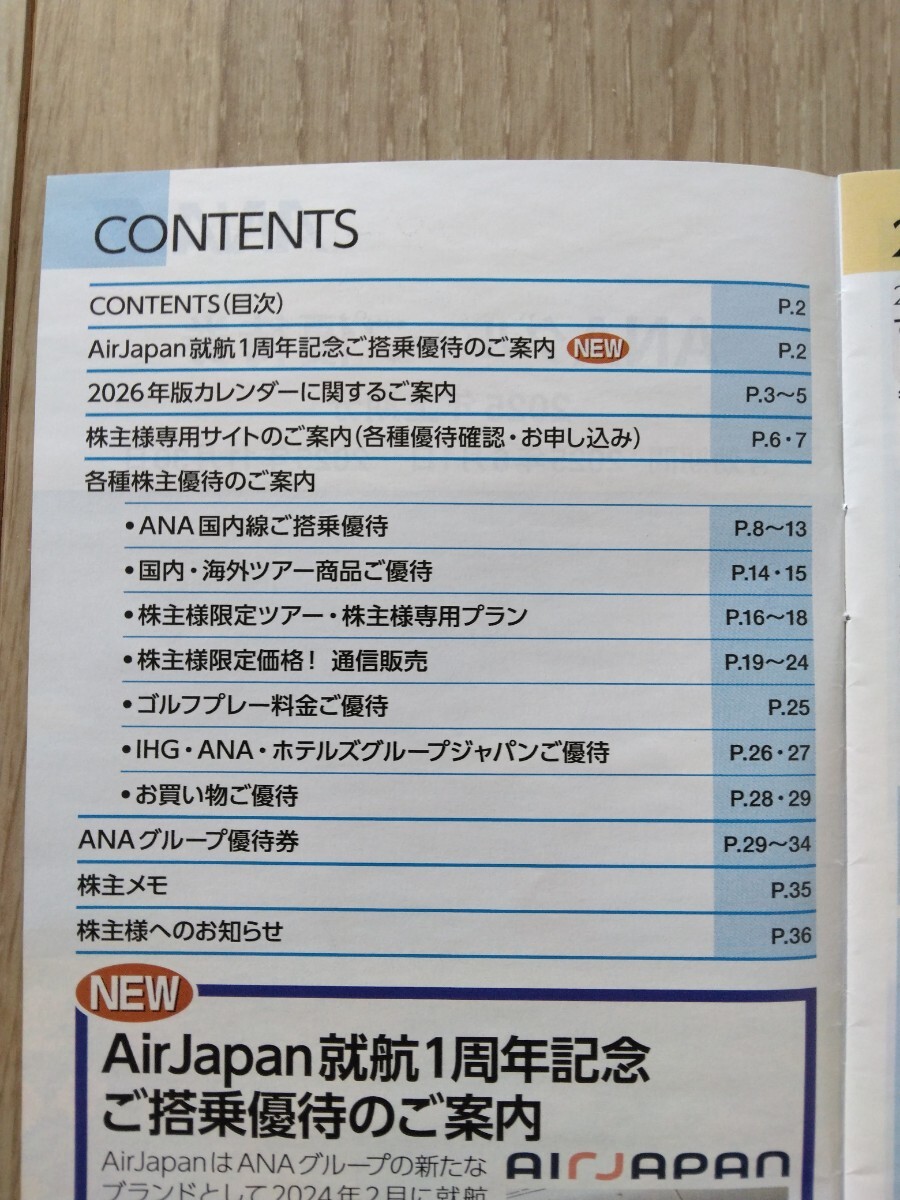 CONTENTS
CONTENTS(目次) P.2
AirJapan就航1周年記念ご搭乗優待のご案内 NEW P.2
2026年版カレンダーに関するご案内 P.3～5
株主様専用サイトのご案内(各種優待確認・お申し込み) P.6・7
各種株主優待のご案内
•ANA国内線ご搭乗優待 P.8～13
•国内・海外ツアー商品ご優待 P.14・15
•株主様限定ツアー・株主様専用プラン P.16～18
•株主様限定価格! 通信販売 P.19～24
•ゴルフプレー料金ご優待 P.25
•IHG・ANA・ホテルズグループジャパンご優待 P.26・27
•お買い物ご優待 P.28・29
ANAグループ優待券 P.29～34
株主メモ P.35
株主様へのお知らせ P.36
NEW
AirJapan就航1周年記念
ご搭乗優待のご案内
AirJapanはANAグループの新たな
ブランドとして2024年2月に就航
AIRJAPAN